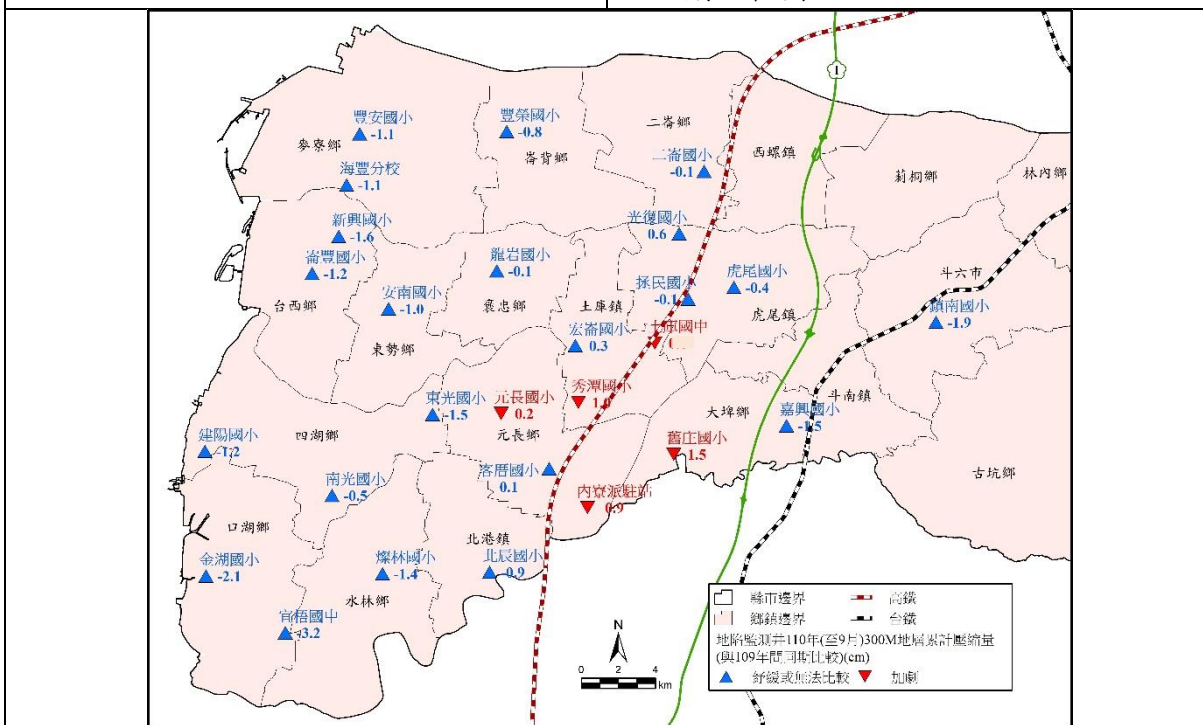 豐安國小
-1.1
豐榮國小
-0.8
二崙鄉
麥寮鄉
崙背鄉
二崙國小
-0.1
西螺鎮
莿桐鄉
林內鄉
海豐分校
-1.1
新興國小
-1.6
光復國小
0.6
崙豐國小
-1.2
龍岩國小
-0.1
拯民國小
-0.1
虎尾國小
-0.4
斗六市
台西鄉
安南國小
-1.0
褒忠鄉
土庫鎮
虎尾鎮
鎮南國小
-1.9
東勢鄉
宏崙國小
0.3
土庫國中
東光國小
-1.5
元長國小
0.2
秀潭國小
1.0
大埤鄉
嘉興國小
-1.5
斗南鎮
建陽國小
-1.2
四湖鄉
元長鄉
舊庄國小
1.5
古坑鄉
南光國小
-0.5
客厝國小
0.1
內寮派駐站
0.9
口湖鄉
北港鎮
金湖國小
-2.1
燦林國小
-1.4
北辰國小
-0.9
水林鄉
宜梧國中
-3.2
1
N
0 2 4
km
縣市邊界
高鐵
鄉鎮邊界
台鐵
地陷監測井110年(至9月)300M地層累計壓縮量
(與109年間同期比較)(cm)
紓緩或無法比較
加劇